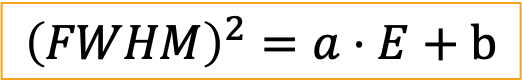 (FWHM)² = a · E + b